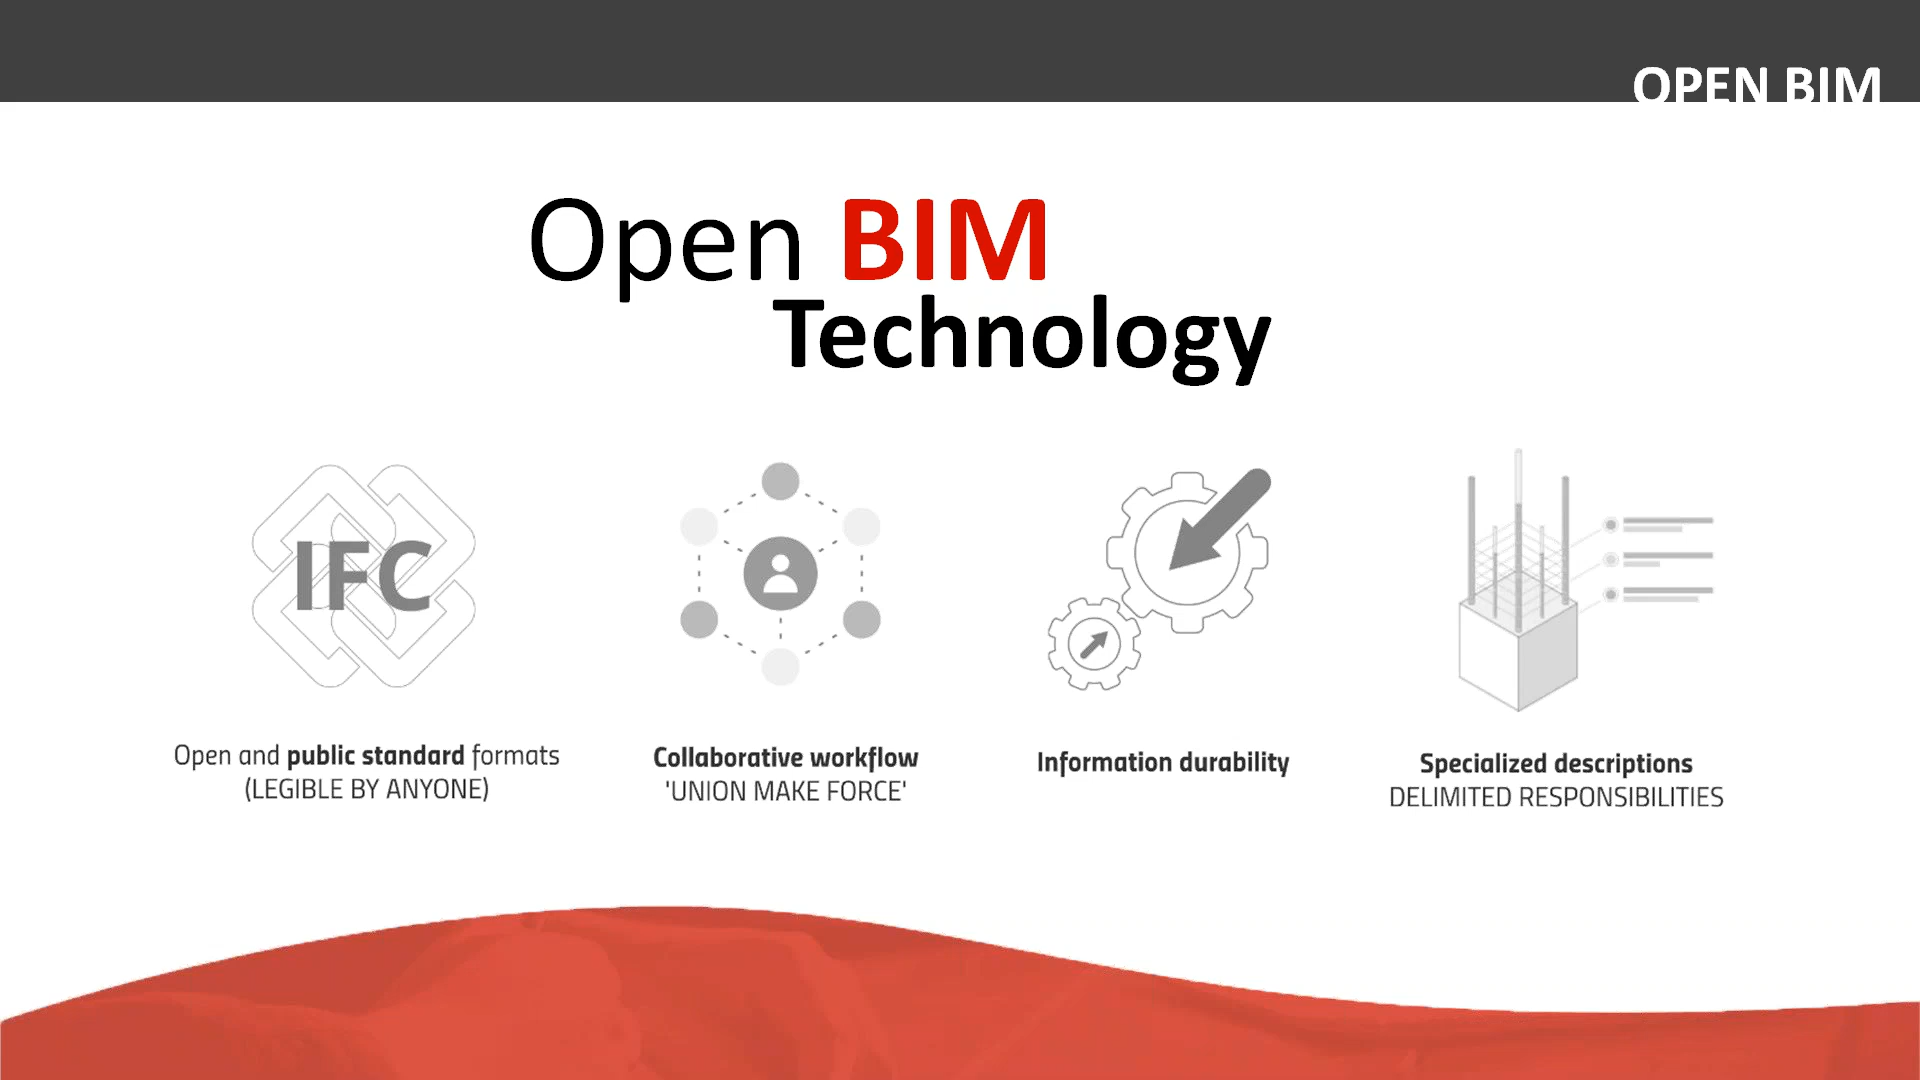 OPEN BIM
Open BIM
Technology
IFC
Open and public standard formats
(LEGIBLE BY ANYONE)
Collaborative workflow
'UNION MAKE FORCE'
Information durability
Specialized descriptions
DELIMITED RESPONSIBILITIES